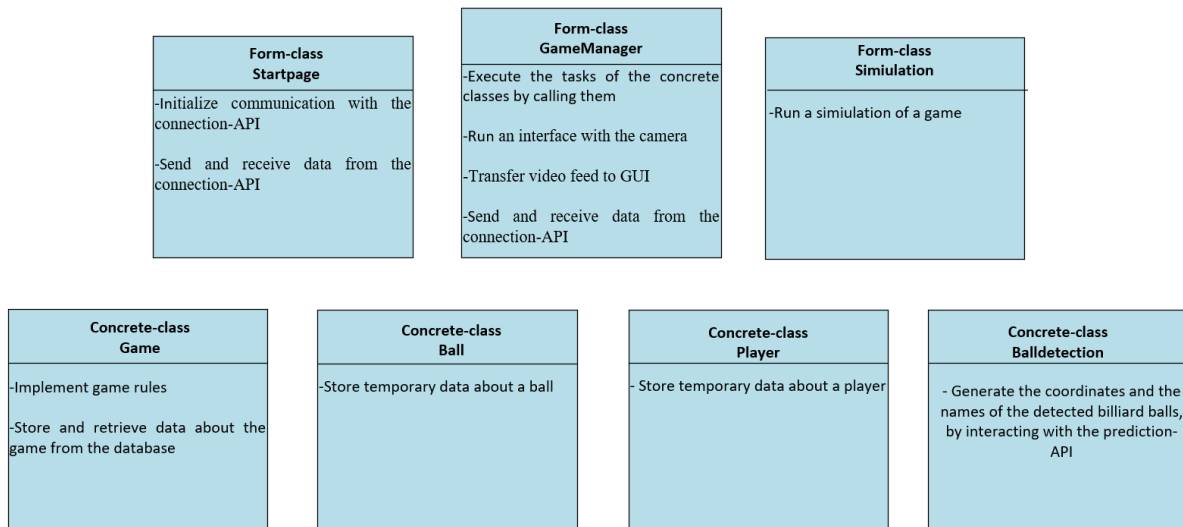 Form-class
Startpage
-Initialize communication with the
connection-API
-Send and receive data from the
connection-API
Form-class
GameManager
-Execute the tasks of the concrete
classes by calling them
-Run an interface with the camera
-Transfer video feed to GUI
-Send and receive data from the
connection-API
Form-class
Simiulation
-Run a simiulation of a game
Concrete-class
Game
-Implement game rules
-Store and retrieve data about the
game from the database
Concrete-class
Ball
-Store temporary data about a ball
Concrete-class
Player
- Store temporary data about a player
Concrete-class
Balldetection
- Generate the coordinates and the
names of the detected billiard balls,
by interacting with the prediction-
API